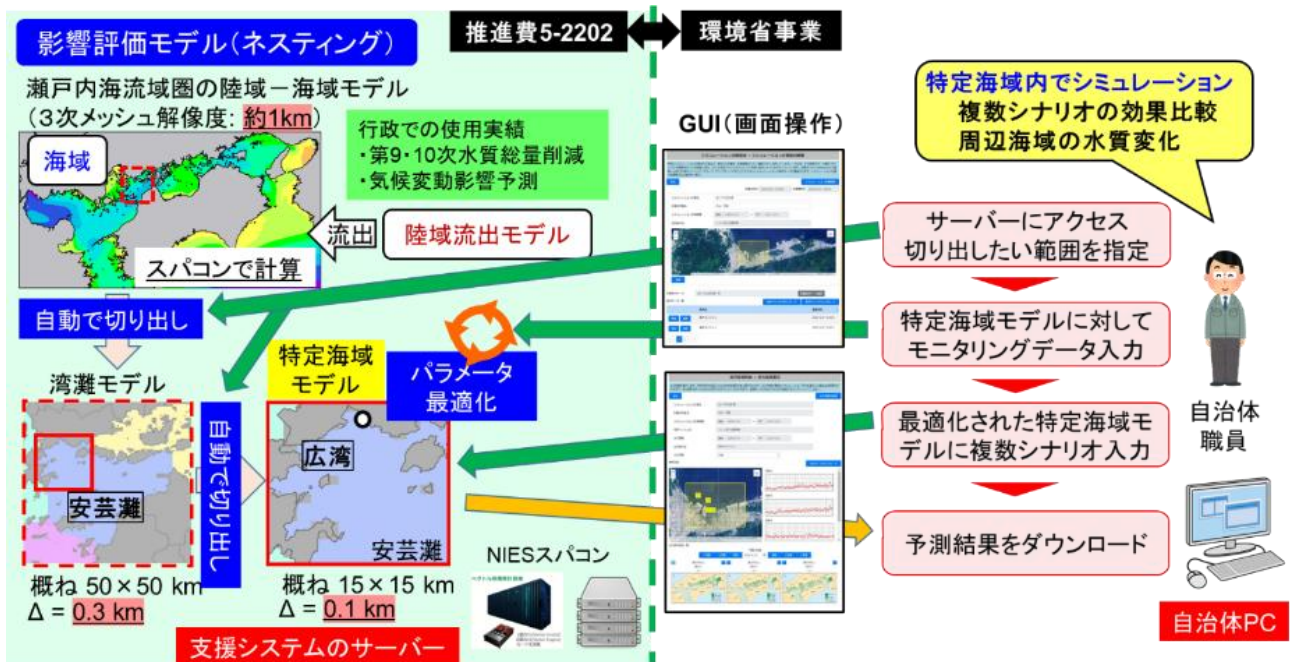 影響評価モデル(ネスティング)
推進費5-2202
環境省事業
瀬戸内海流域圏の陸域－海域モデル
(3次メッシュ解像度: 約1km)
海域
行政での使用実績
・第9・10次水質総量削減
・気候変動影響予測
流出
陸域流出モデル
スパコンで計算
自動で切り出し
湾灘モデル
安芸灘
概ね 50×50 km
Δ = 0.3 km
自動で切り出し
特定海域
モデル
パラメータ
最適化
広湾
安芸灘
概ね 15×15 km
Δ = 0.1 km
NIESスパコン
支援システムのサーバー
GUI(画面操作)
特定海域内でシミュレーション
複数シナリオの効果比較
周辺海域の水質変化
サーバーにアクセス
切り出したい範囲を指定
特定海域モデルに対して
モニタリングデータ入力
最適化された特定海域モ
デルに複数シナリオ入力
予測結果をダウンロード
自治体
職員
自治体PC